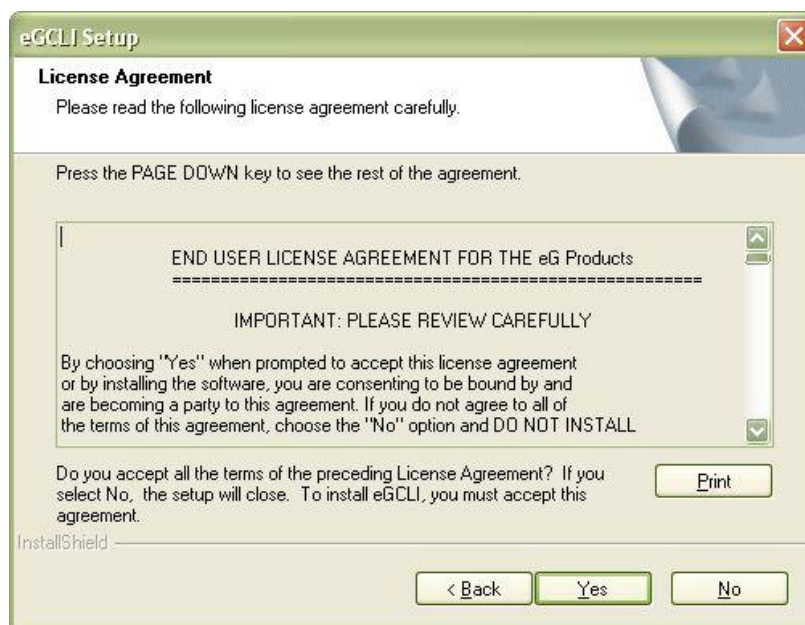 eGCLI Setup
License Agreement
Please read the following license agreement carefully.
Press the PAGE DOWN key to see the rest of the agreement.
END USER LICENSE AGREEMENT FOR THE eG Products
=======================================================
IMPORTANT: PLEASE REVIEW CAREFULLY
By choosing "Yes" when prompted to accept this license agreement
or by installing the software, you are consenting to be bound by and
are becoming a party to this agreement. If you do not agree to all of
the terms of this agreement, choose the "No" option and DO NOT INSTALL
Do you accept all the terms of the preceding License Agreement? If you
select No, the setup will close. To install eGCLI, you must accept this
agreement.
Print
InstallShield
< Back
Yes
No